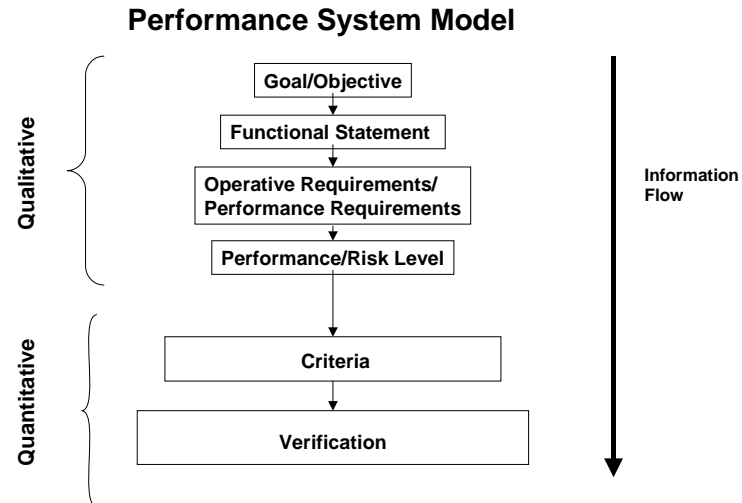 Performance System Model
Goal/Objective
Functional Statement
Operative Requirements/
Performance Requirements
Performance/Risk Level
Criteria
Verification
Qualitative
Quantitative
Information
Flow